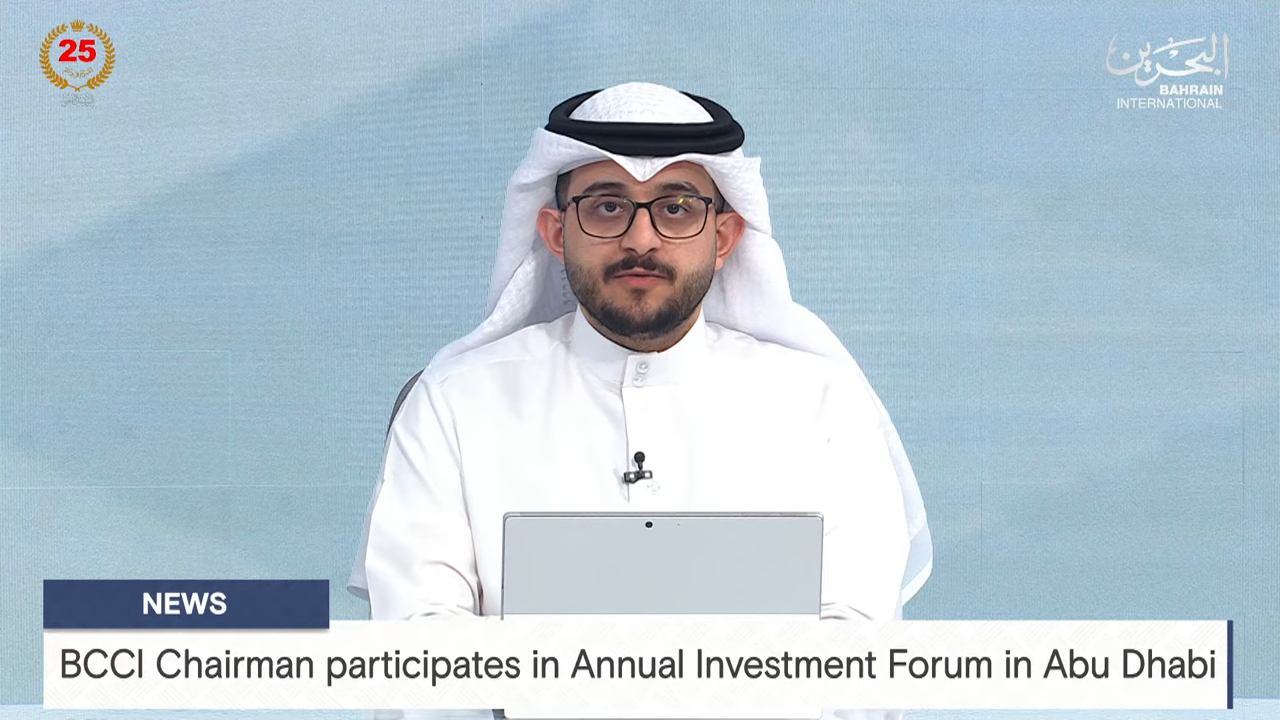 25
البحرين
BAHRAIN
INTERNATIONAL
NEWS
BCCI Chairman participates in Annual Investment Forum in Abu Dhabi